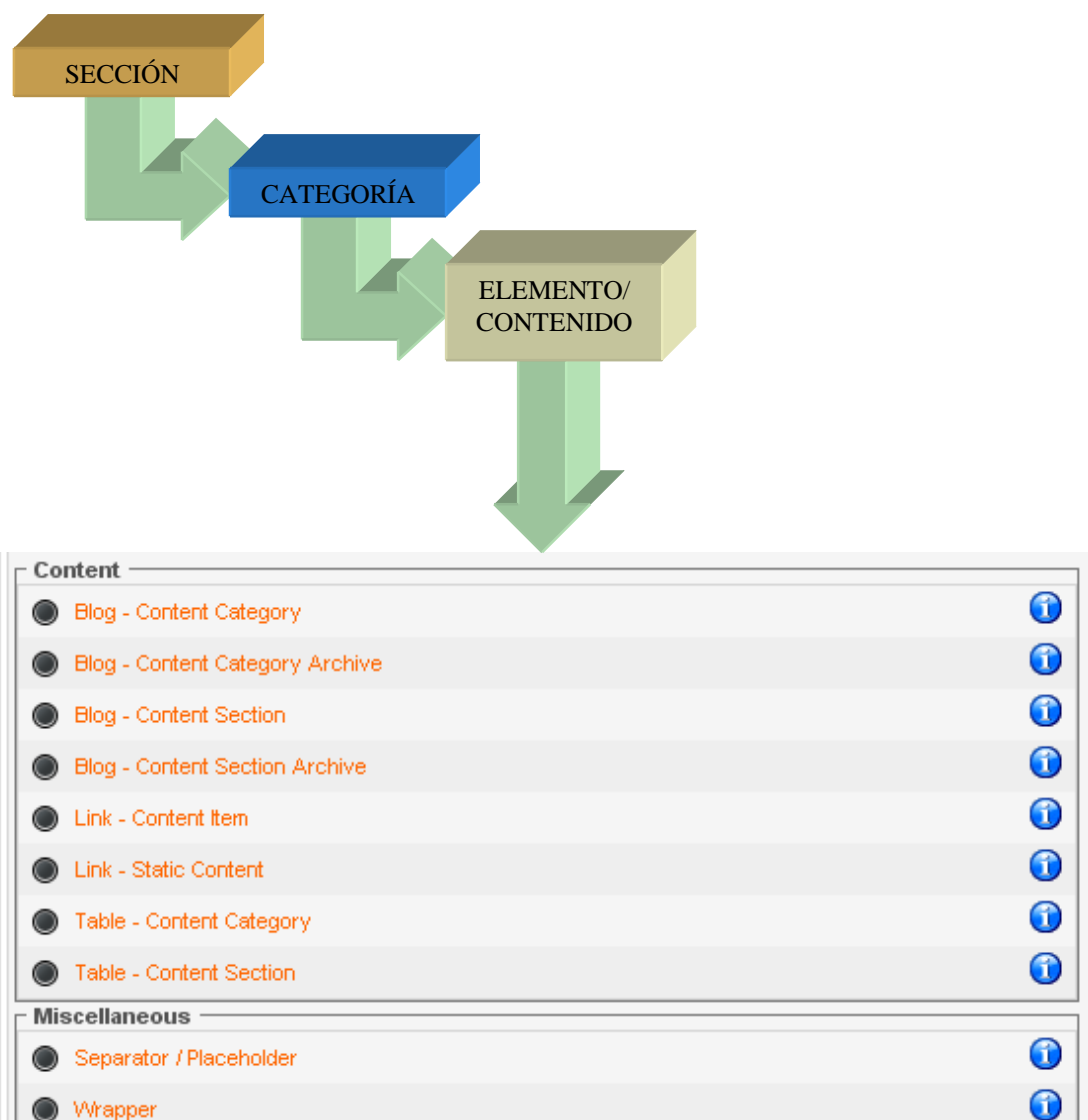 SECCIÓN
CATEGORÍA
ELEMENTO/
CONTENIDO
Content
Blog - Content Category
Blog - Content Category Archive
Blog - Content Section
Blog - Content Section Archive
Link - Content Item
Link - Static Content
Table - Content Category
Table - Content Section
Miscellaneous
Separator / Placeholder
Wrapper